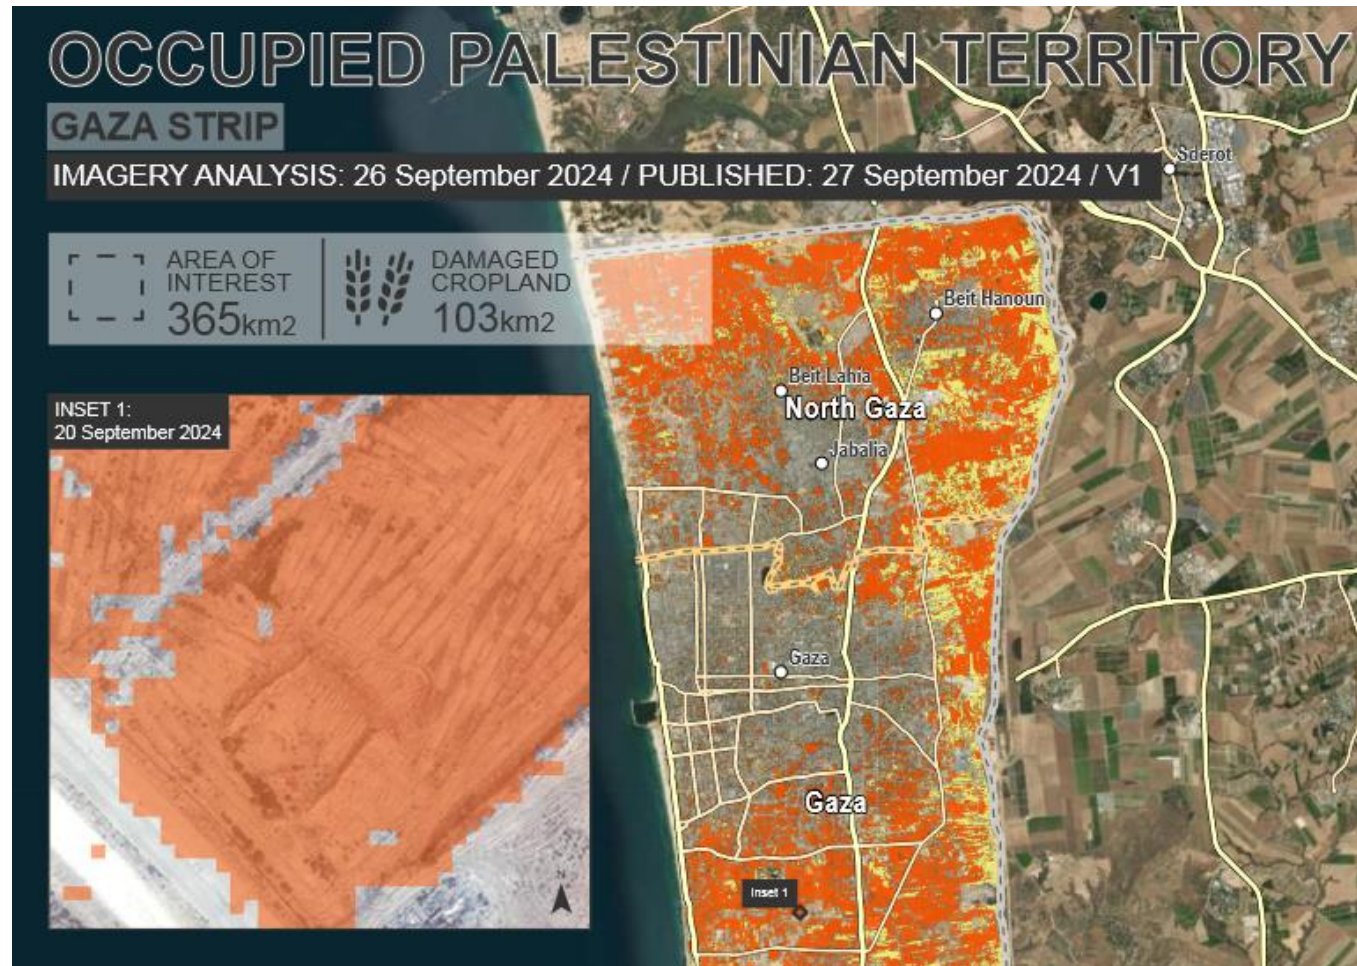 OCCUPIED PALESTINIAN TERRITORY
GAZA STRIP
IMAGERY ANALYSIS: 26 September 2024 / PUBLISHED: 27 September 2024 / V1
AREA OF
INTEREST
365km2
DAMAGED
CROPLAND
103km2
INSET 1:
20 September 2024
N
Sderot
Beit Hanoun
Beit Lahia
North Gaza
Jabalia
Gaza
Gaza
Inset 1